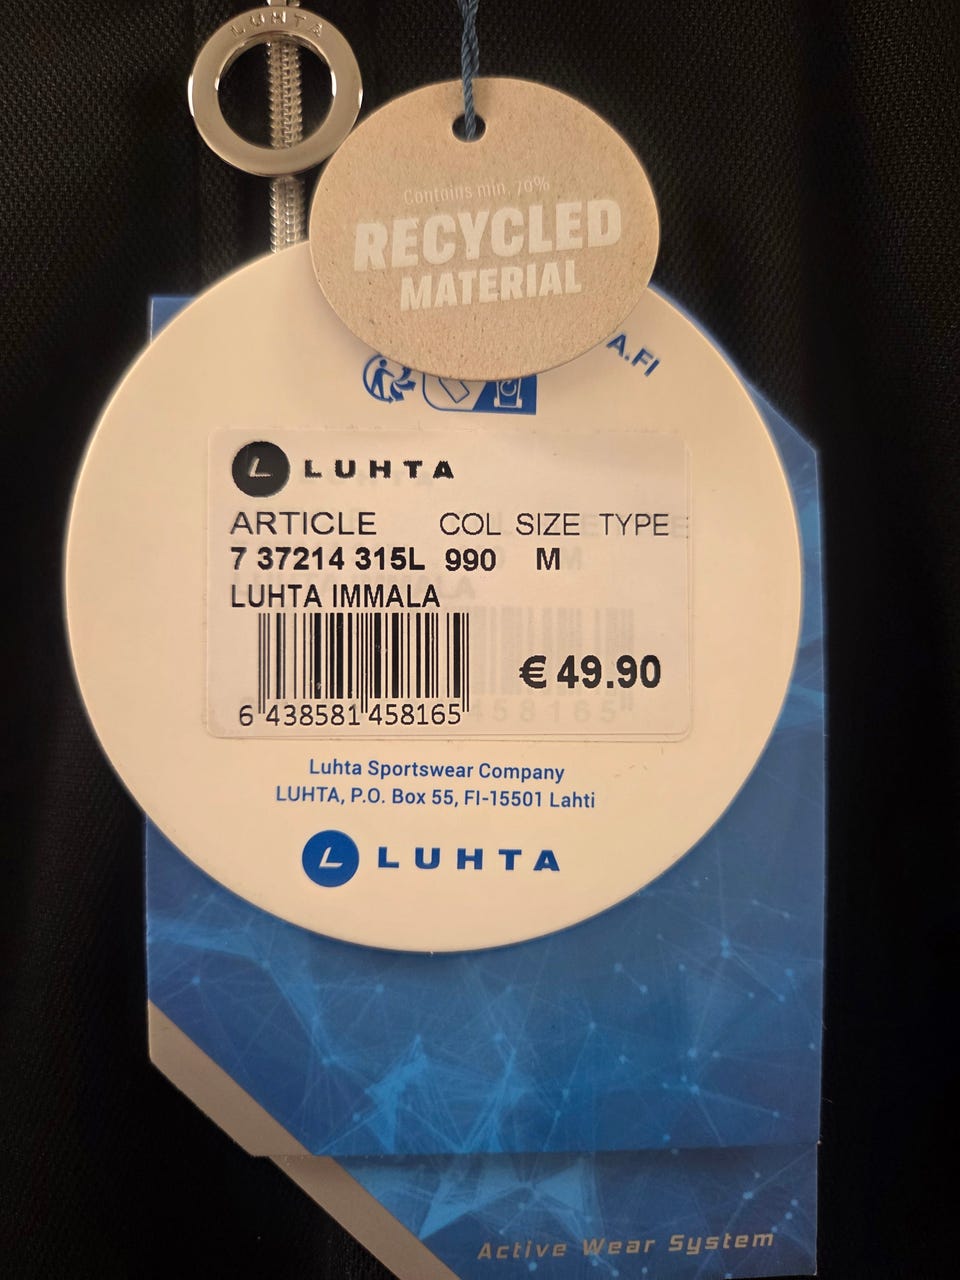 LUHTA
Contains min. 70%
RECYCLED
MATERIAL
A.FI
LUHTA
ARTICLE COL SIZE TYPE
7 37214 315L 990 M
LUHTA IMMALA
€ 49.90
6 438581 458165
Luhta Sportswear Company
LUHTA, P.O. Box 55, FI-15501 Lahti
LUHTA
Active Wear System